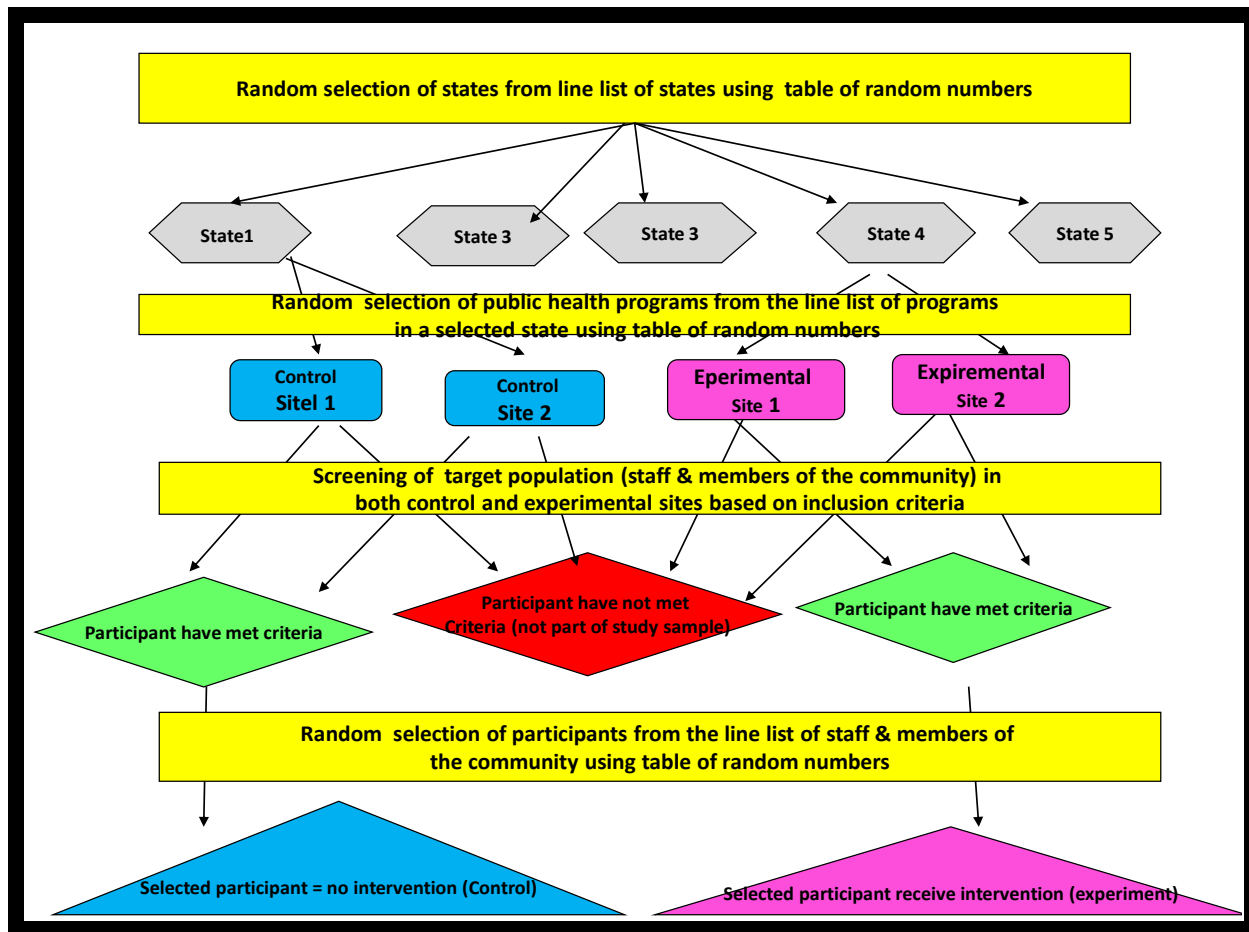 Random selection of states from line list of states using table of random numbers
State1
State 3
State 3
State 4
State 5
Random selection of public health programs from the line list of programs
in a selected state using table of random numbers
Control
Sitel 1
Control
Site 2
Eperimental
Site 1
Expiremental
Site 2
Screening of target population (staff & members of the community) in
both control and experimental sites based on inclusion criteria
Participant have met criteria
Participant have not met
Criteria (not part of study sample)
Participant have met criteria
Random selection of participants from the line list of staff & members of
the community using table of random numbers
Selected participant = no intervention (Control)
Selected participant receive intervention (experiment)